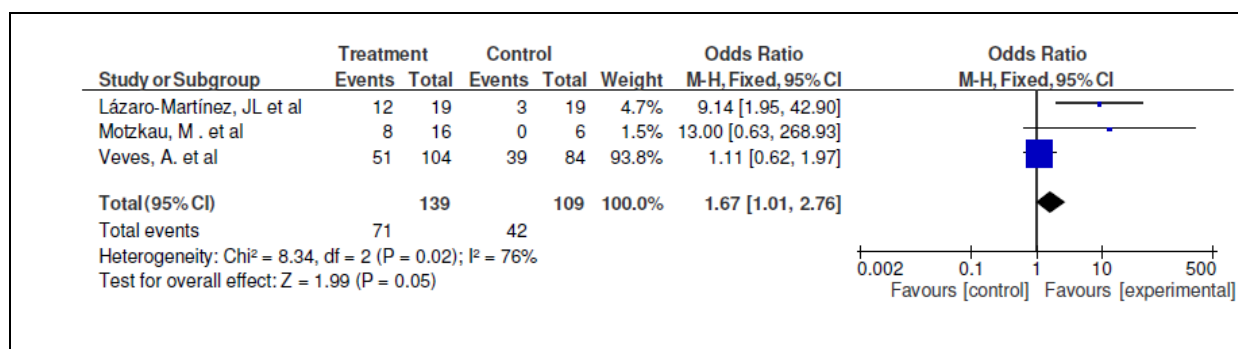 Treatment Control Odds Ratio Odds Ratio
Study or Subgroup Events Total Events Total Weight M-H, Fixed, 95% CI M-H, Fixed, 95% CI
Lázaro-Martínez, JL et al 12 19 3 19 4.7% 9.14 [1.95, 42.90]
Motzkau, M . et al 8 16 0 6 1.5% 13.00 [0.63, 268.93]
Veves, A. et al 51 104 39 84 93.8% 1.11 [0.62, 1.97]
Total (95% CI) 139 109 100.0% 1.67 [1.01, 2.76]
Total events 71 42
Heterogeneity: Chi² = 8.34, df = 2 (P = 0.02); I² = 76%
Test for overall effect: Z = 1.99 (P = 0.05)
0.002 0.1 1 10 500
Favours [control] Favours [experimental]